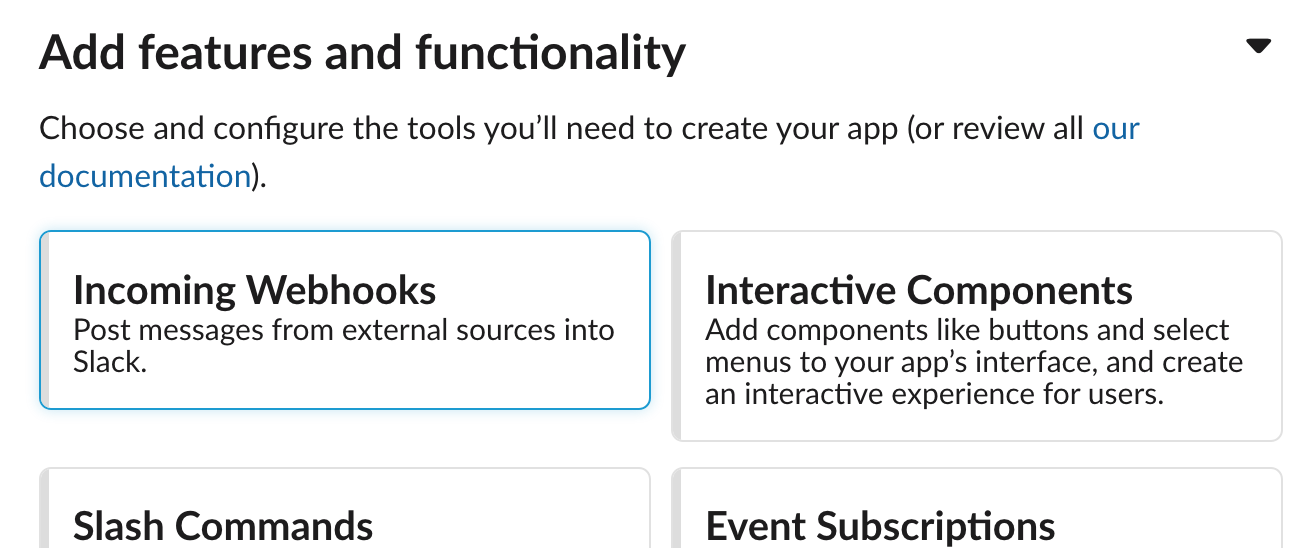 Add features and functionality
Choose and configure the tools you’ll need to create your app (or review all our
documentation).
Incoming Webhooks
Post messages from external sources into
Slack.
Interactive Components
Add components like buttons and select
menus to your app’s interface, and create
an interactive experience for users.
Slash Commands
Event Subscriptions